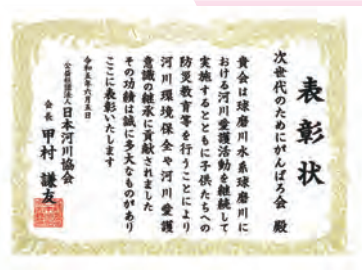 表彰状
次世代のためにがんばろ会 殿
貴会は球磨川水系球磨川に
おける河川愛護活動を継続して
実施するとともに子供たちへの
防災教育等を行うことにより
河川環境保全や河川愛護
意識の継承に貢献されました
その功績は誠に多大なものがあり
ここに表彰いたします
令和五年六月五日
公益社団法人日本河川協会
会長 甲村謙友